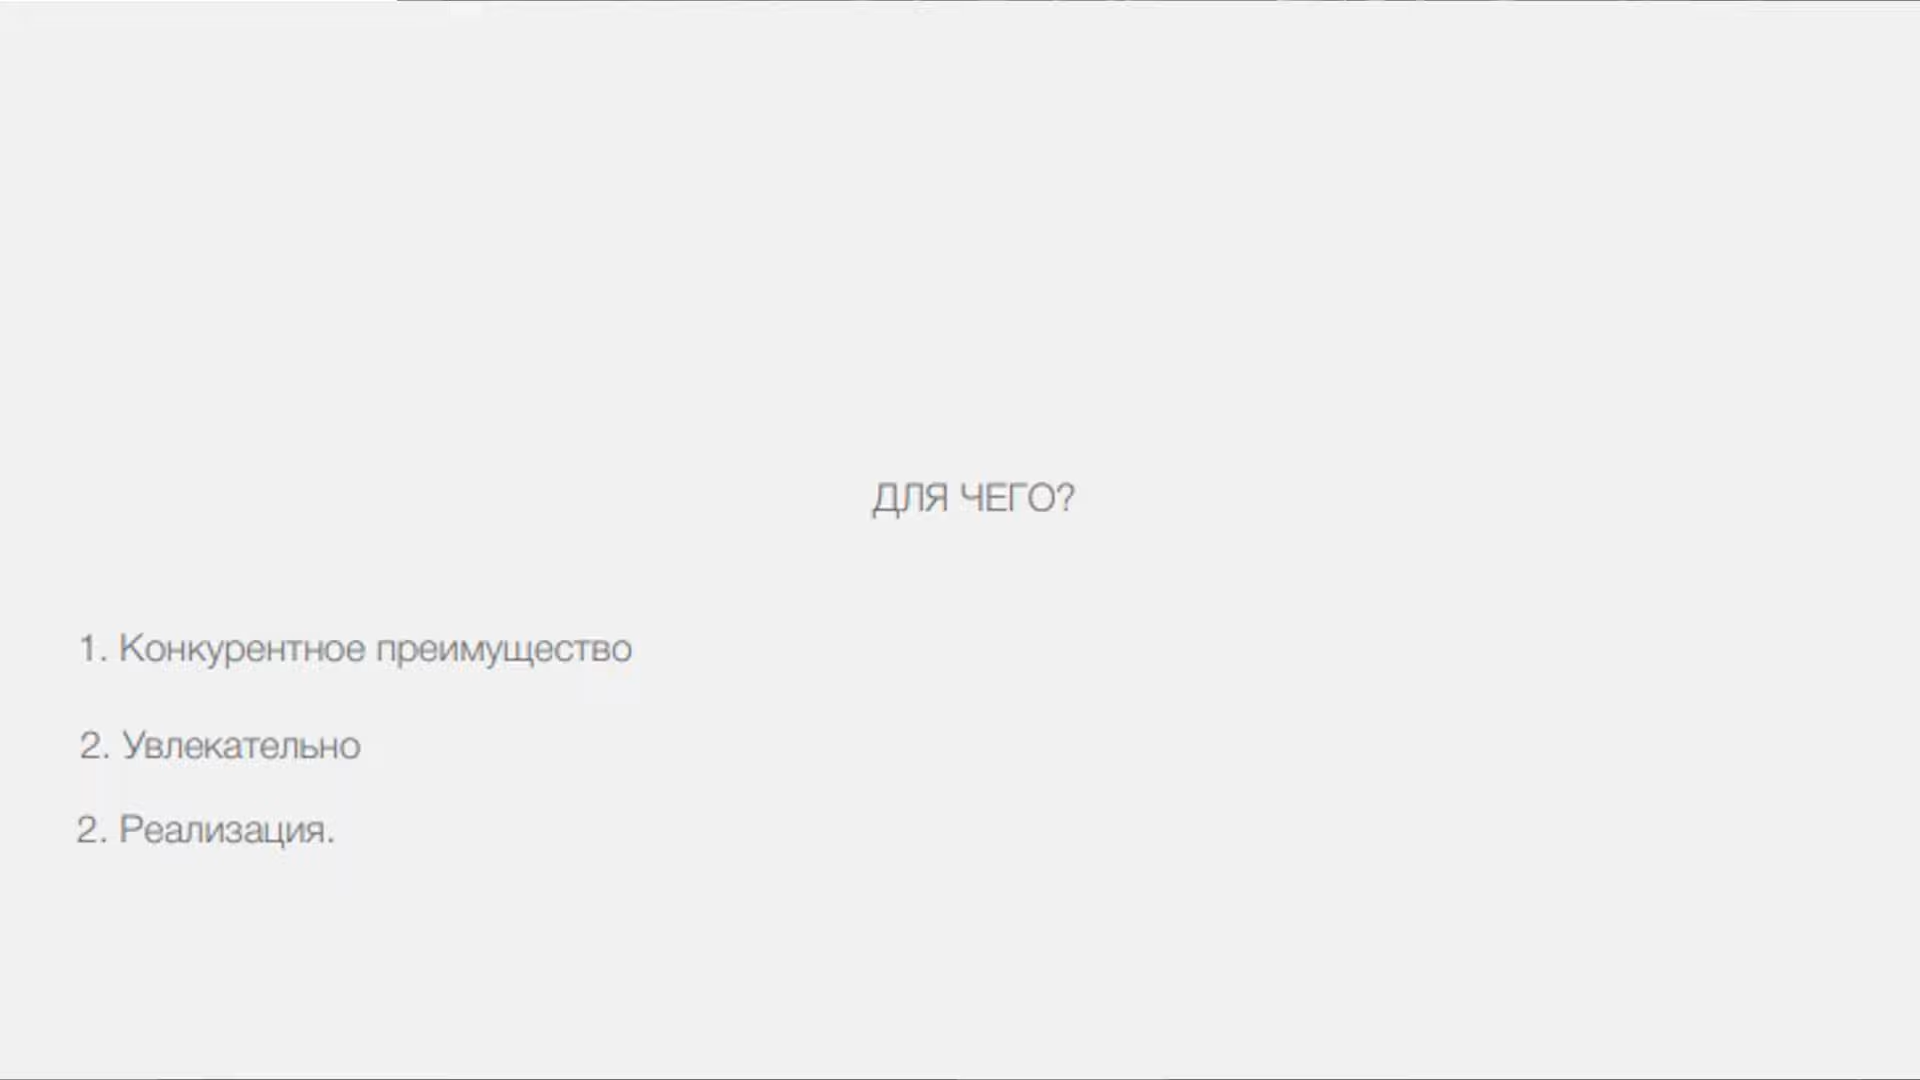 ДЛЯ ЧЕГО?
1. Конкурентное преимущество
2. Увлекательно
2. Реализация.